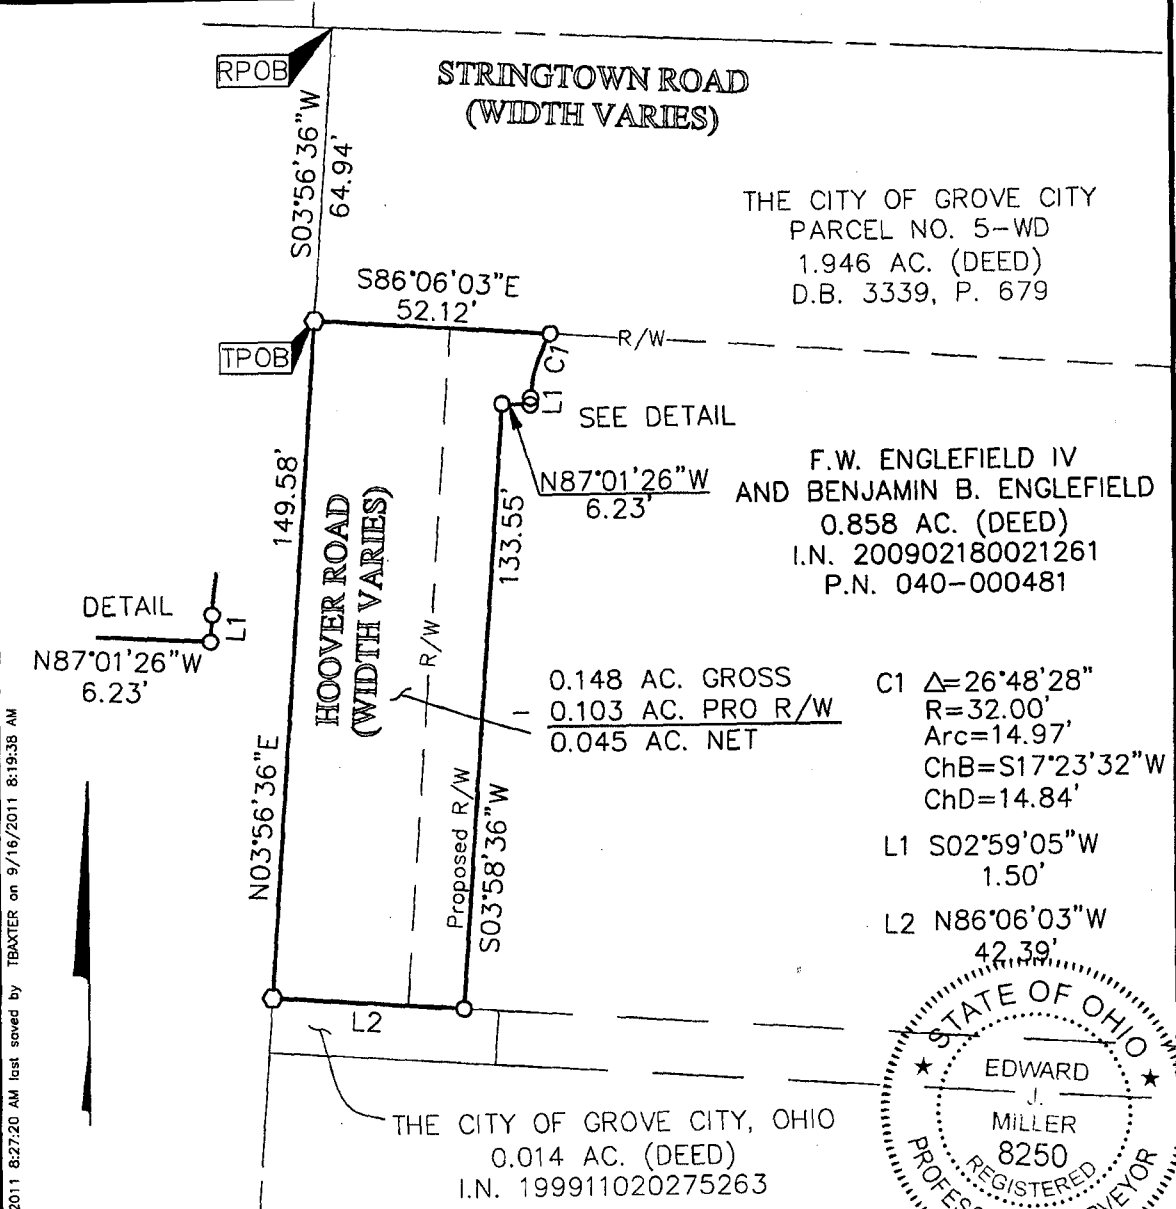 RPOB
STRINGTOWN ROAD
(WIDTH VARIES)
S03°56'36"W
64.94'
THE CITY OF GROVE CITY
PARCEL NO. 5-WD
1.946 AC. (DEED)
D.B. 3339, P. 679
S86°06'03"E
52.12'
R/W
TPOB
C1
L1
SEE DETAIL
N87°01'26"W
6.23'
F.W. ENGLEFIELD IV
AND BENJAMIN B. ENGLEFIELD
0.858 AC. (DEED)
I.N. 200902180021261
P.N. 040-000481
149.58'
N03°56'36"E
HOOVER ROAD
(WIDTH VARIES)
R/W
133.55'
S03°58'36"W
Proposed R/W
DETAIL
L1
N87°01'26"W
6.23'
0.148 AC. GROSS
- 0.103 AC. PRO R/W
0.045 AC. NET
C1 Δ=26°48'28"
R=32.00'
Arc=14.97'
ChB=S17°23'32"W
ChD=14.84'
L1 S02°59'05"W
1.50'
L2 N86°06'03"W
42.39'
L2
THE CITY OF GROVE CITY, OHIO
0.014 AC. (DEED)
I.N. 199911020275263
STATE OF OHIO
EDWARD
J.
MILLER
8250
REGISTERED
2011 8:27:20 AM last saved by TBAXTER on 9/16/2011 8:19:38 AM